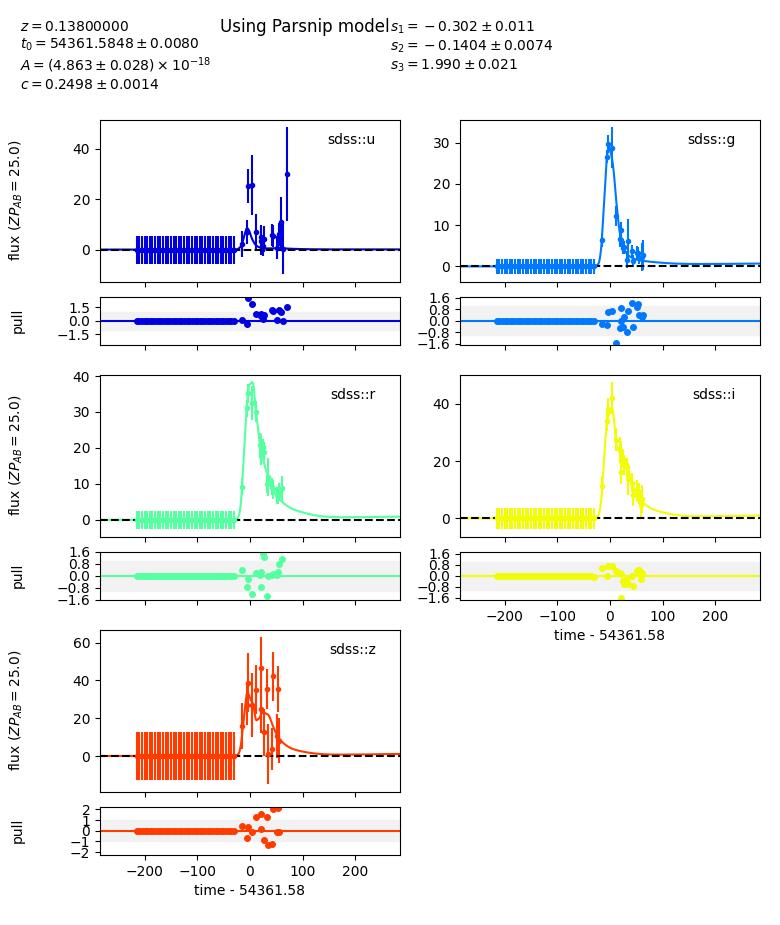 Using Parsnip model
z = 0.13800000
t₀ = 54361.5848 ± 0.0080
A = (4.863 ± 0.028) × 10⁻¹⁸
c = 0.2498 ± 0.0014
s₁ = −0.302 ± 0.011
s₂ = −0.1404 ± 0.0074
s₃ = 1.990 ± 0.021
sdss::u
flux (ZP_AB = 25.0)
40
20
0
pull
1.5
0.0
−1.5
sdss::g
30
20
10
0
1.6
0.8
0.0
−0.8
−1.6
sdss::r
flux (ZP_AB = 25.0)
40
30
20
10
0
pull
1.6
0.8
0.0
−0.8
−1.6
sdss::i
40
20
0
1.6
0.8
0.0
−0.8
−1.6
−200 −100 0 100 200
time - 54361.58
sdss::z
flux (ZP_AB = 25.0)
60
40
20
0
pull
2
1
0
−1
−2
−200 −100 0 100 200
time - 54361.58